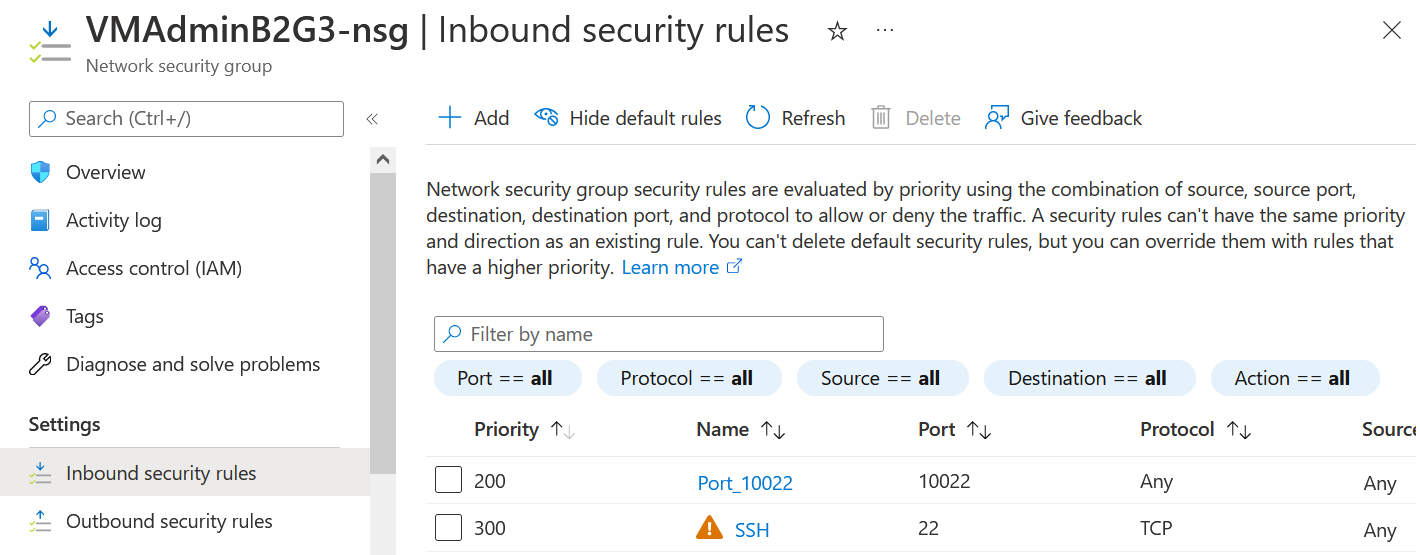 VMAdminB2G3-nsg | Inbound security rules
Network security group
Search (Ctrl+/)
Overview
Activity log
Access control (IAM)
Tags
Diagnose and solve problems
Settings
Inbound security rules
Outbound security rules
Add Hide default rules Refresh Delete Give feedback
Network security group security rules are evaluated by priority using the combination of source, source port,
destination, destination port, and protocol to allow or deny the traffic. A security rules can't have the same priority
and direction as an existing rule. You can't delete default security rules, but you can override them with rules that
have a higher priority. Learn more
Filter by name
Port == all Protocol == all Source == all Destination == all Action == all
Priority Name Port Protocol Source
200 Port_10022 10022 Any Any
300 SSH 22 TCP Any